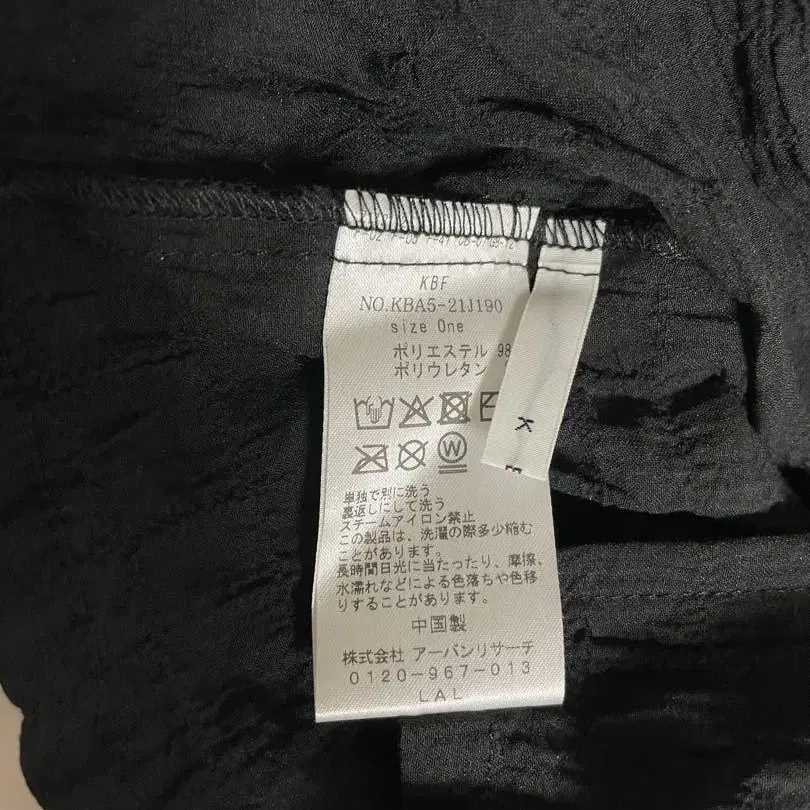 KBF
NO.KBA5-21J190
size One
ポリエステル 98
ポリウレタン
W
単独で別に洗う
裏返しにして洗う
スチームアイロン禁止
この製品は、洗濯の際多少縮む
ことがあります。
長時間日光に当たったり、摩擦、
水濡れなどによる色落ちや色移
りすることがあります。
中国製
株式会社 アーバンリサーチ
0120-967-013
LAL
K